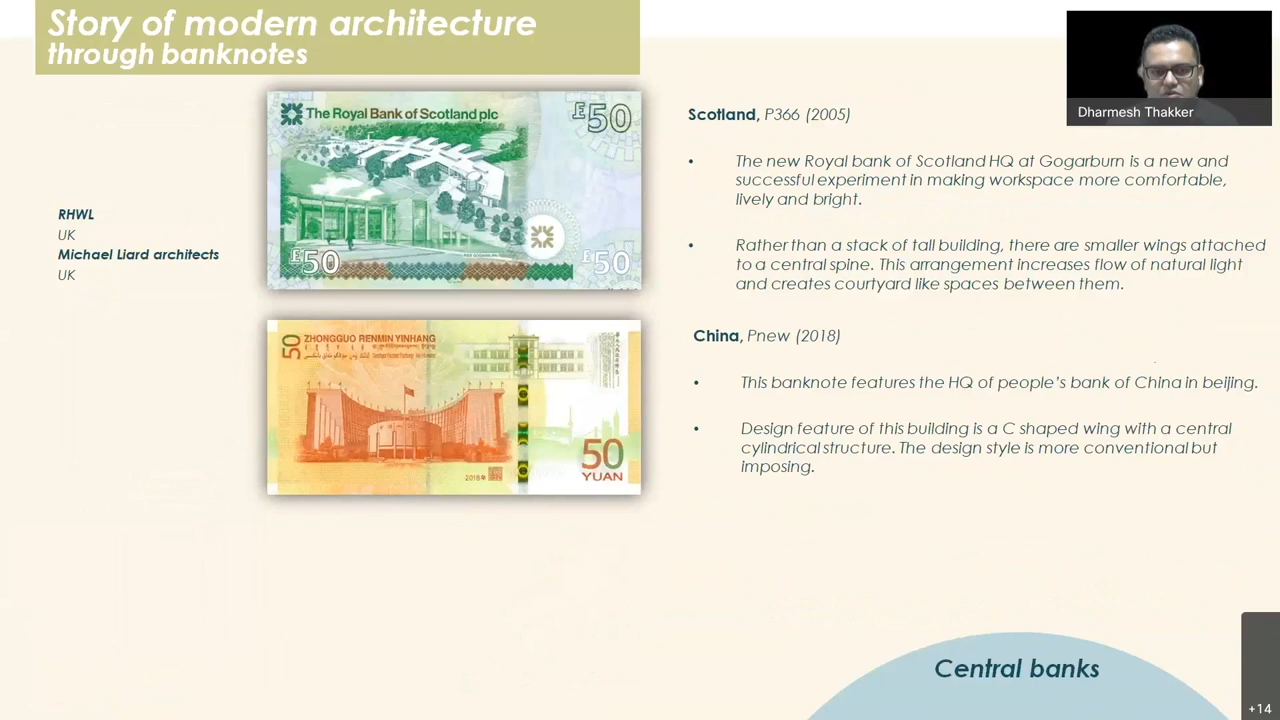 Story of modern architecture
through banknotes
Dharmesh Thakker
RHWL
UK
Michael Liard architects
UK
The Royal Bank of Scotland plc
£50
£50
£50
Scotland, P366 (2005)
• The new Royal bank of Scotland HQ at Gogarburn is a new and
successful experiment in making workspace more comfortable,
lively and bright.
• Rather than a stack of tall building, there are smaller wings attached
to a central spine. This arrangement increases flow of natural light
and creates courtyard like spaces between them.
50
ZHONGGUO RENMIN YINHANG
50
YUAN
2018年
China, Pnew (2018)
• This banknote features the HQ of people's bank of China in beijing.
• Design feature of this building is a C shaped wing with a central
cylindrical structure. The design style is more conventional but
imposing.
Central banks
+14